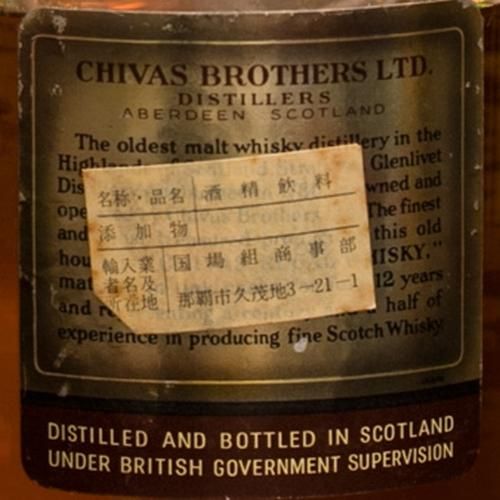 CHIVAS BROTHERS LTD.
DISTILLERS
ABERDEEN SCOTLAND
The oldest malt whisky distillery in the
Glenlivet
owned and
The finest
and this old
HISKY."
12 years
and half of
experience in producing fine Scotch Whisky
名称・品名 酒精飲料
添加物
輸入業者名及所在地 国場組商事部
那覇市久茂地3-21-1
DISTILLED AND BOTTLED IN SCOTLAND
UNDER BRITISH GOVERNMENT SUPERVISION